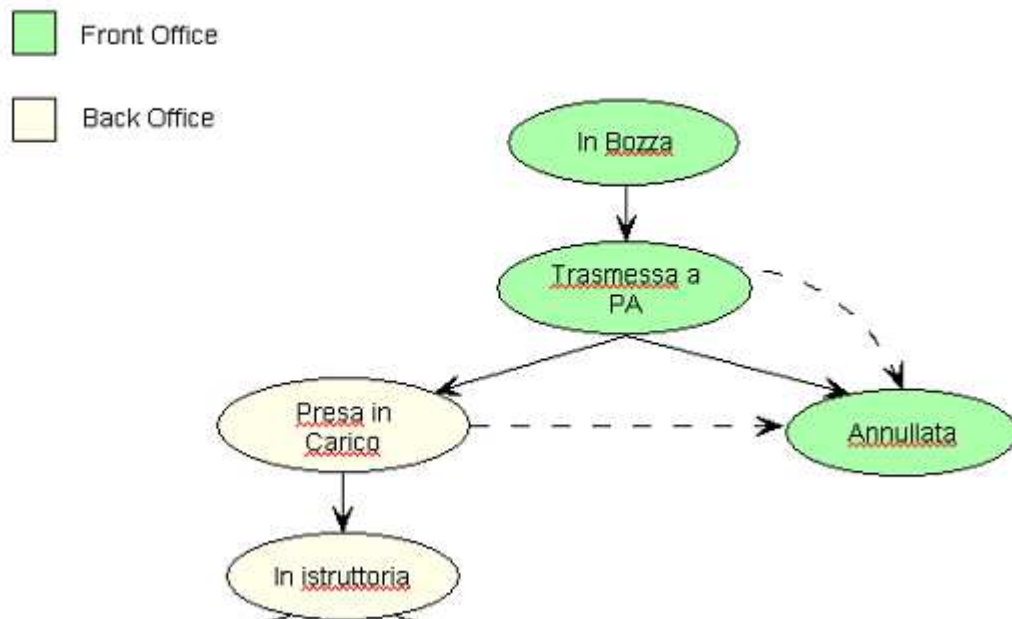 Front Office
Back Office
In Bozza
Trasmessa a
PA
Presa in
Carico
Annullata
In istruttoria